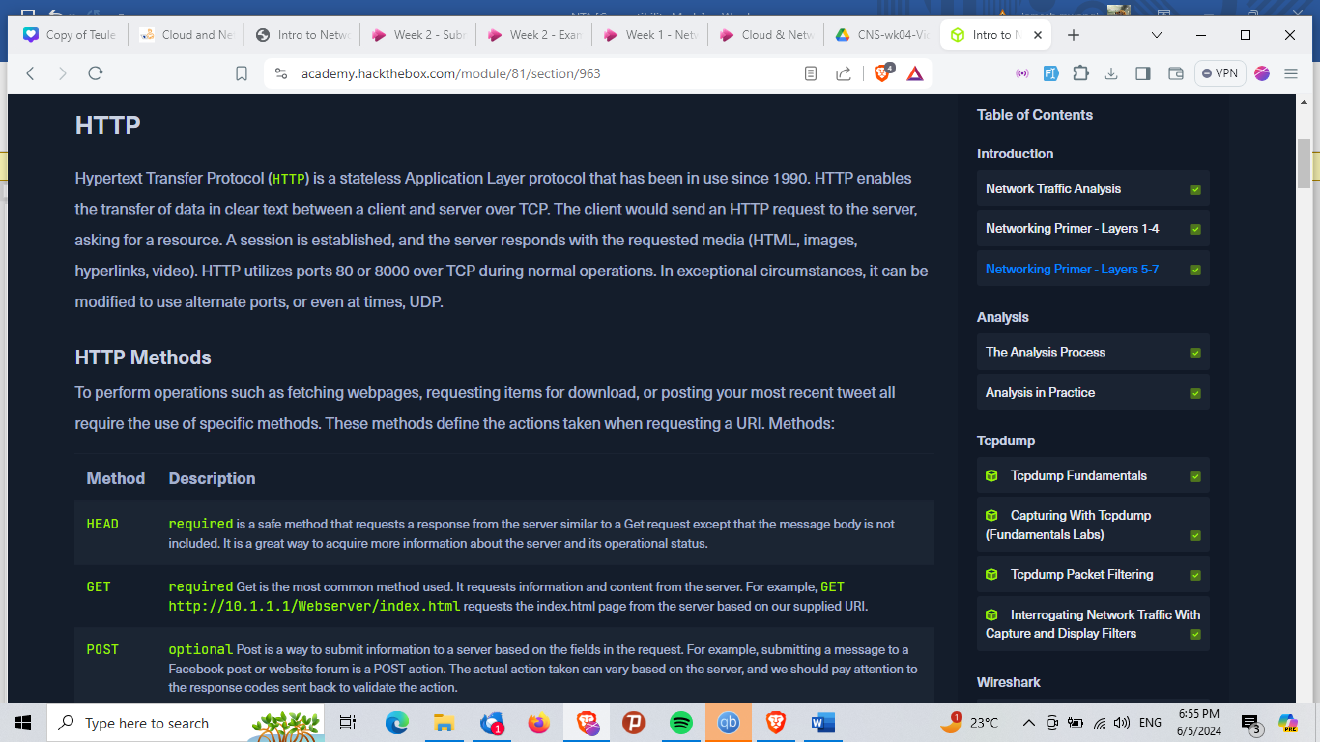 Copy of Teule
Cloud and Net
Intro to Netwo
Week 2 - Sub
Week 2 - Exan
Week 1 - Netv
Cloud & Netw
CNS-wk04-Vic
Intro to N
academy.hackthebox.com/module/81/section/963
4
VPN
HTTP
Hypertext Transfer Protocol (HTTP) is a stateless Application Layer protocol that has been in use since 1990. HTTP enables
the transfer of data in clear text between a client and server over TCP. The client would send an HTTP request to the server,
asking for a resource. A session is established, and the server responds with the requested media (HTML, images,
hyperlinks, video). HTTP utilizes ports 80 or 8000 over TCP during normal operations. In exceptional circumstances, it can be
modified to use alternate ports, or even at times, UDP.
HTTP Methods
To perform operations such as fetching webpages, requesting items for download, or posting your most recent tweet all
require the use of specific methods. These methods define the actions taken when requesting a URI. Methods:
Method Description
HEAD required is a safe method that requests a response from the server similar to a Get request except that the message body is not
included. It is a great way to acquire more information about the server and its operational status.
GET required Get is the most common method used. It requests information and content from the server. For example, GET
http://10.1.1.1/Webserver/index.html requests the index.html page from the server based on our supplied URI.
POST optional Post is a way to submit information to a server based on the fields in the request. For example, submitting a message to a
Facebook post or website forum is a POST action. The actual action taken can vary based on the server, and we should pay attention to
the response codes sent back to validate the action.
Table of Contents
Introduction
Network Traffic Analysis
Networking Primer - Layers 1-4
Networking Primer - Layers 5-7
Analysis
The Analysis Process
Analysis in Practice
Tcpdump
Tcpdump Fundamentals
Capturing With Tcpdump
(Fundamentals Labs)
Tcpdump Packet Filtering
Interrogating Network Traffic With
Capture and Display Filters
Wireshark
Type here to search
1
qb
1
23°C
ENG
6:55 PM
6/5/2024
3
PRE